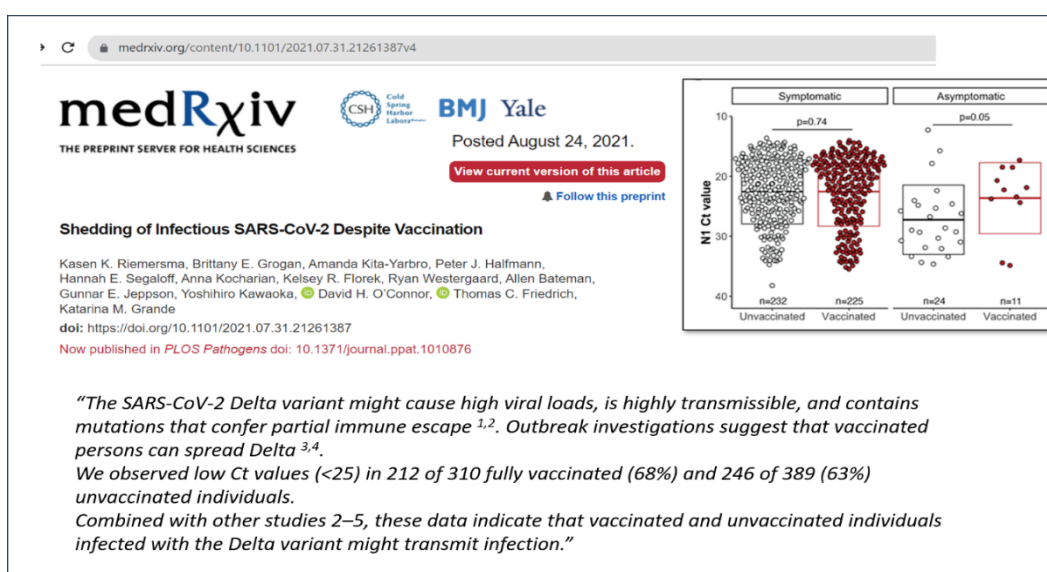 medrxiv.org/content/10.1101/2021.07.31.21261387v4
medRxiv
THE PREPRINT SERVER FOR HEALTH SCIENCES
CSH
Cold
Spring
Harbor
BMJ Yale
Posted August 24, 2021.
View current version of this article
Follow this preprint
Shedding of Infectious SARS-CoV-2 Despite Vaccination
Kasen K. Riemersma, Brittany E. Grogan, Amanda Kita-Yarbro, Peter J. Halfmann,
Hannah E. Segaloff, Anna Kocharian, Kelsey R. Florek, Ryan Westergaard, Allen Bateman,
Gunnar E. Jeppson, Yoshihiro Kawaoka, iD David H. O'Connor, iD Thomas C. Friedrich,
Katarina M. Grande
doi: https://doi.org/10.1101/2021.07.31.21261387
Now published in PLOS Pathogens doi: 10.1371/journal.ppat.1010876
Symptomatic Asymptomatic
p=0.74 p=0.05
N1 Ct value
10
20
30
40
n=232 n=225 n=24 n=11
Unvaccinated Vaccinated Unvaccinated Vaccinated
“The SARS-CoV-2 Delta variant might cause high viral loads, is highly transmissible, and contains
mutations that confer partial immune escape 1,2. Outbreak investigations suggest that vaccinated
persons can spread Delta 3,4.
We observed low Ct values (<25) in 212 of 310 fully vaccinated (68%) and 246 of 389 (63%)
unvaccinated individuals.
Combined with other studies 2–5, these data indicate that vaccinated and unvaccinated individuals
infected with the Delta variant might transmit infection.”